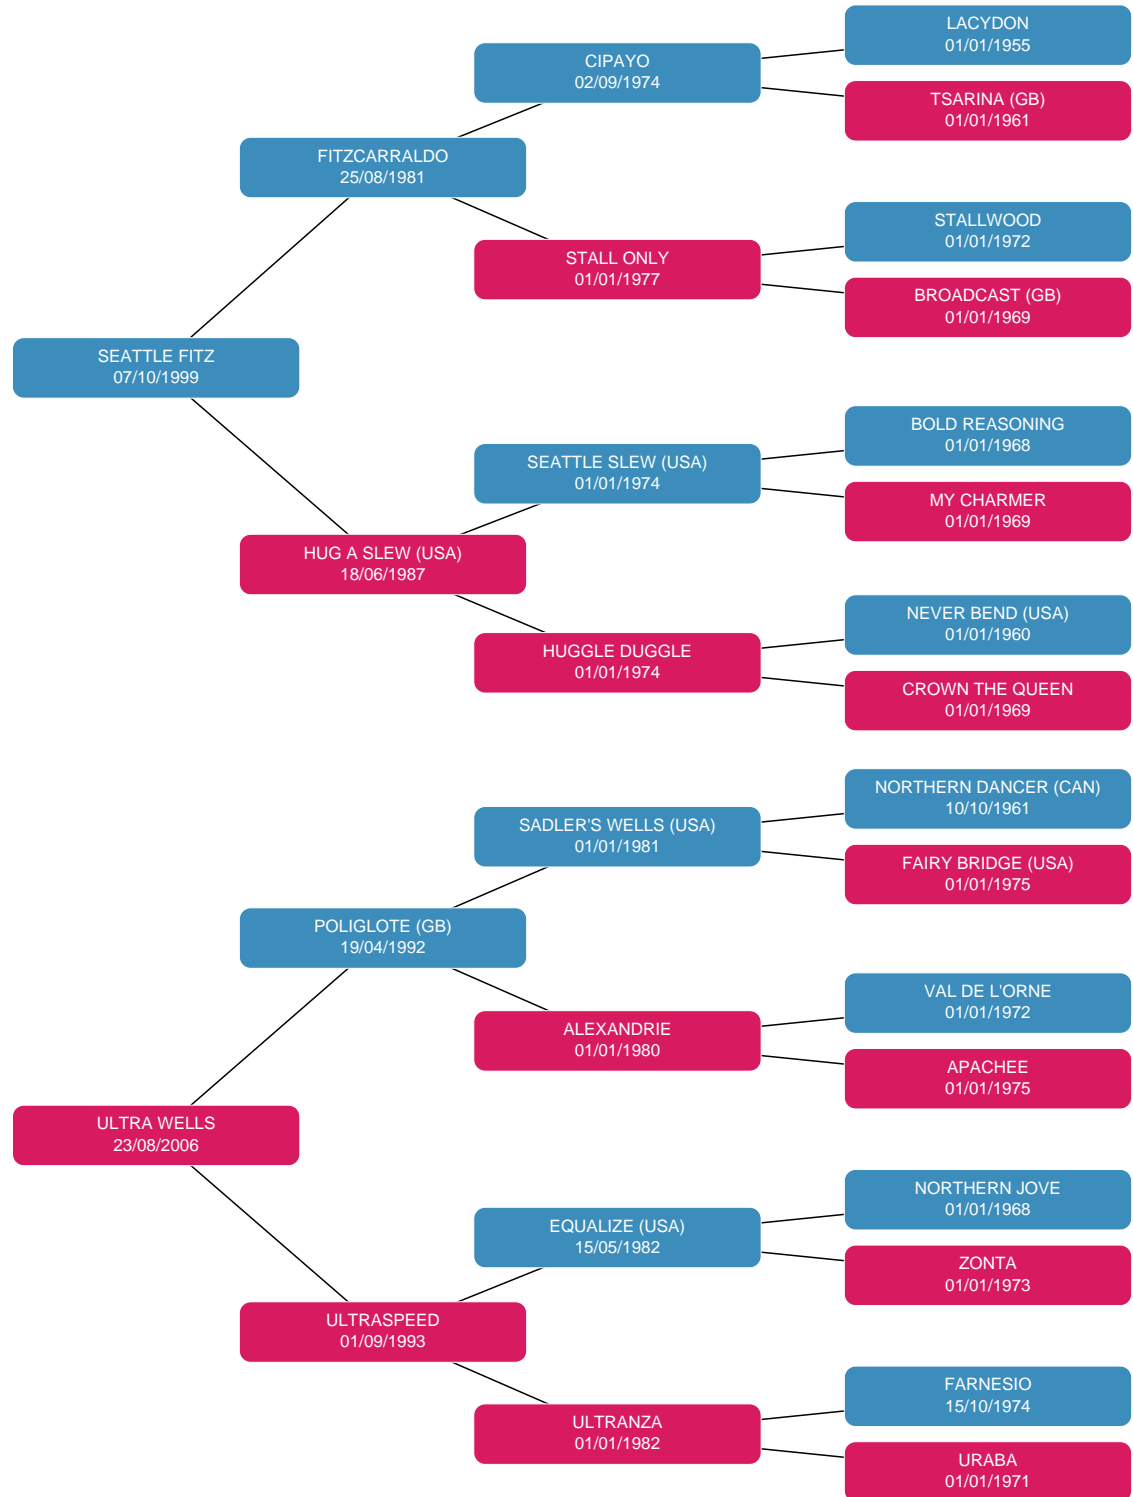 LACYDON
01/01/1955
CIPAYO
02/09/1974
TSARINA (GB)
01/01/1961
FITZCARRALDO
25/08/1981
STALLWOOD
01/01/1972
STALL ONLY
01/01/1977
BROADCAST (GB)
01/01/1969
SEATTLE FITZ
07/10/1999
BOLD REASONING
01/01/1968
SEATTLE SLEW (USA)
01/01/1974
MY CHARMER
01/01/1969
HUG A SLEW (USA)
18/06/1987
NEVER BEND (USA)
01/01/1960
HUGGLE DUGGLE
01/01/1974
CROWN THE QUEEN
01/01/1969
NORTHERN DANCER (CAN)
10/10/1961
SADLER'S WELLS (USA)
01/01/1981
FAIRY BRIDGE (USA)
01/01/1975
POLIGLOTE (GB)
19/04/1992
VAL DE L'ORNE
01/01/1972
ALEXANDRIE
01/01/1980
APACHEE
01/01/1975
ULTRA WELLS
23/08/2006
NORTHERN JOVE
01/01/1968
EQUALIZE (USA)
15/05/1982
ZONTA
01/01/1973
ULTRASPEED
01/09/1993
FARNESIO
15/10/1974
ULTRANZA
01/01/1982
URABA
01/01/1971